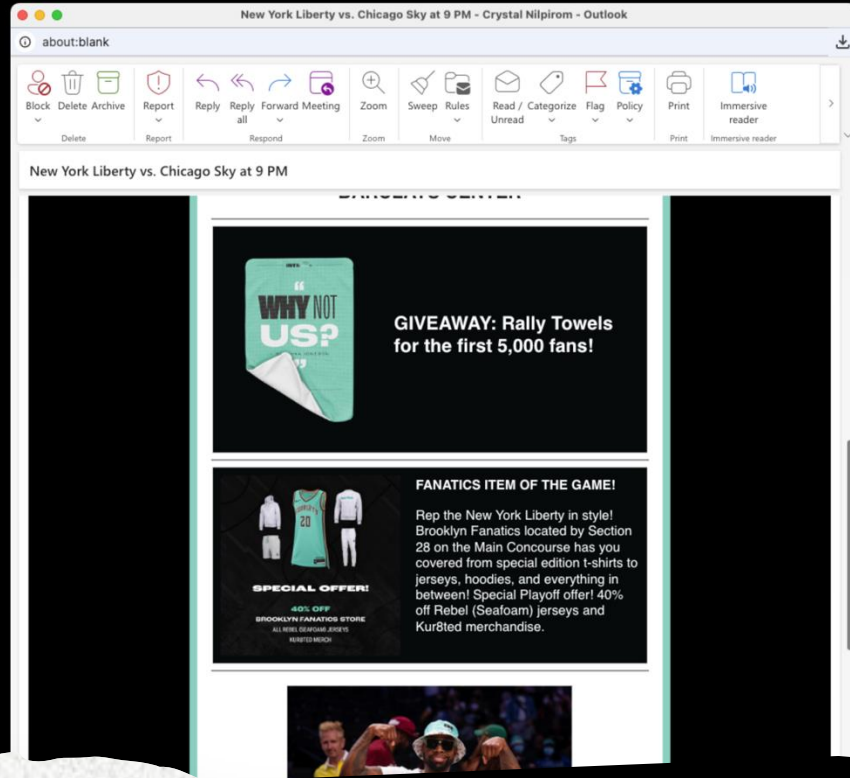 New York Liberty vs. Chicago Sky at 9 PM - Crystal Nilpirom - Outlook
about:blank
Block Delete Archive Report Reply Reply all Forward Meeting Zoom Sweep Rules Read / Unread Categorize Flag Policy Print Immersive reader
Delete Report Respond Zoom Move Tags Print Immersive reader
New York Liberty vs. Chicago Sky at 9 PM
BARCLAYS CENTER
“
WHY NOT
US?
”
GIVEAWAY: Rally Towels
for the first 5,000 fans!
20
SPECIAL OFFER!
40% OFF
BROOKLYN FANATICS STORE
ALL REBEL (SEAFOAM) JERSEYS
KUR8TED MERCH
FANATICS ITEM OF THE GAME!
Rep the New York Liberty in style!
Brooklyn Fanatics located by Section
28 on the Main Concourse has you
covered from special edition t-shirts to
jerseys, hoodies, and everything in
between! Special Playoff offer! 40%
off Rebel (Seafoam) jerseys and
Kur8ted merchandise.